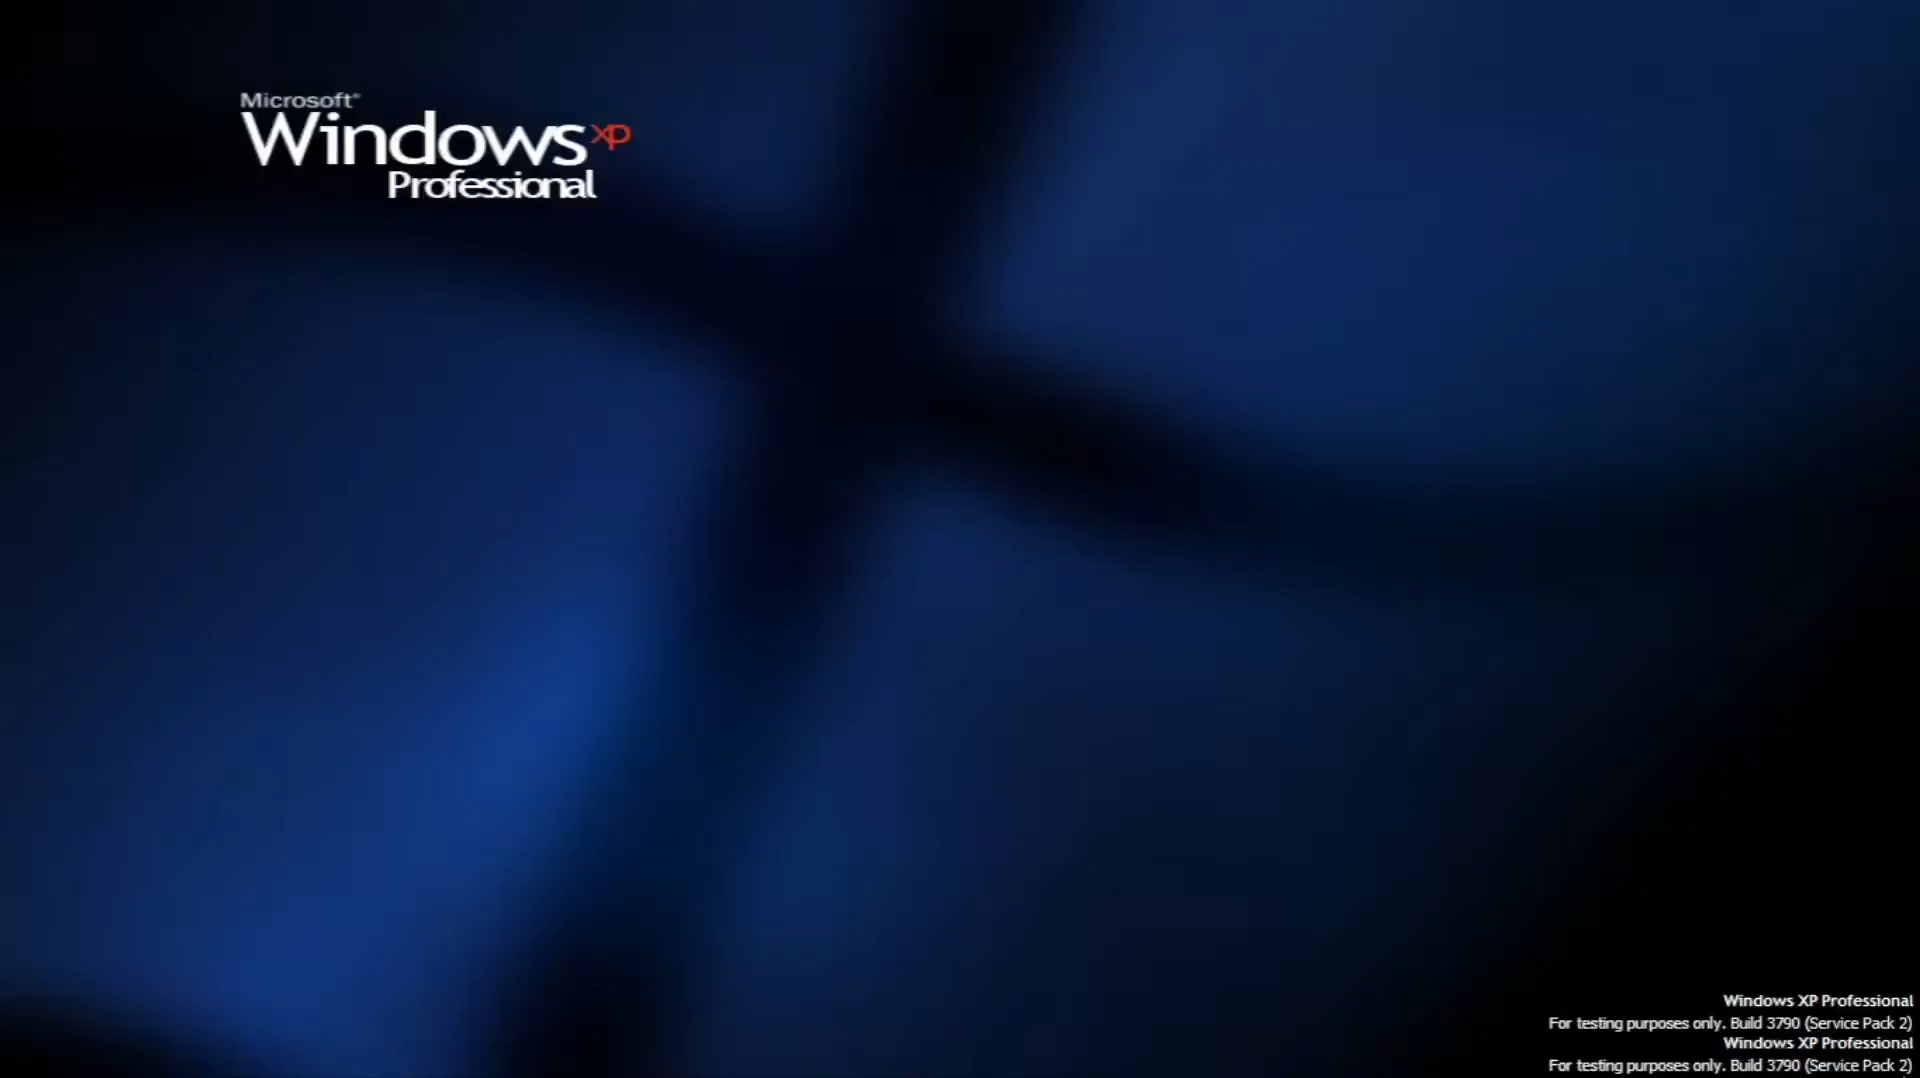 Microsoft®
Windows xp
Professional
Windows XP Professional
For testing purposes only. Build 3790 (Service Pack 2)
Windows XP Professional
For testing purposes only. Build 3790 (Service Pack 2)